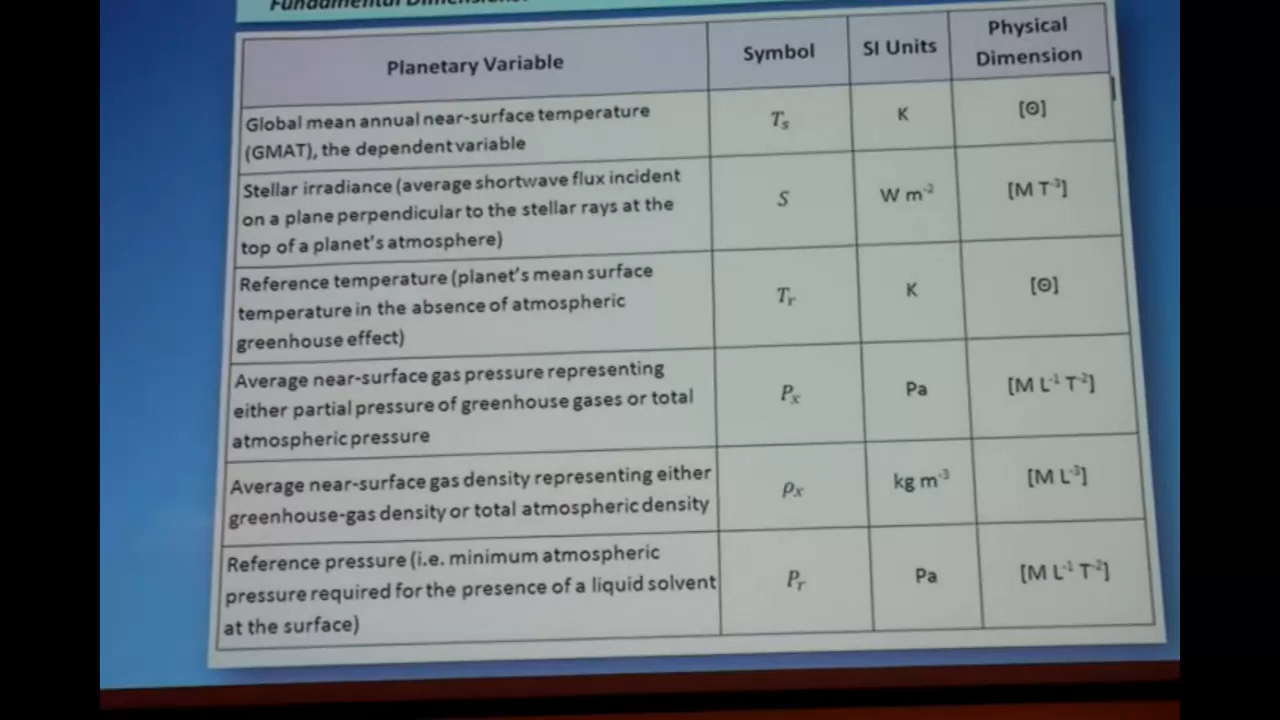 Fundamental Dimensions
Planetary Variable
Symbol
SI Units
Physical
Dimension
Global mean annual near-surface temperature
(GMAT), the dependent variable
Tₛ
K
[Θ]
Stellar irradiance (average shortwave flux incident
on a plane perpendicular to the stellar rays at the
top of a planet's atmosphere)
S
W m⁻²
[M T⁻³]
Reference temperature (planet's mean surface
temperature in the absence of atmospheric
greenhouse effect)
Tᵣ
K
[Θ]
Average near-surface gas pressure representing
either partial pressure of greenhouse gases or total
atmospheric pressure
Pₓ
Pa
[M L⁻¹ T⁻²]
Average near-surface gas density representing either
greenhouse-gas density or total atmospheric density
ρₓ
kg m⁻³
[M L⁻³]
Reference pressure (i.e. minimum atmospheric
pressure required for the presence of a liquid solvent
at the surface)
Pᵣ
Pa
[M L⁻¹ T⁻²]